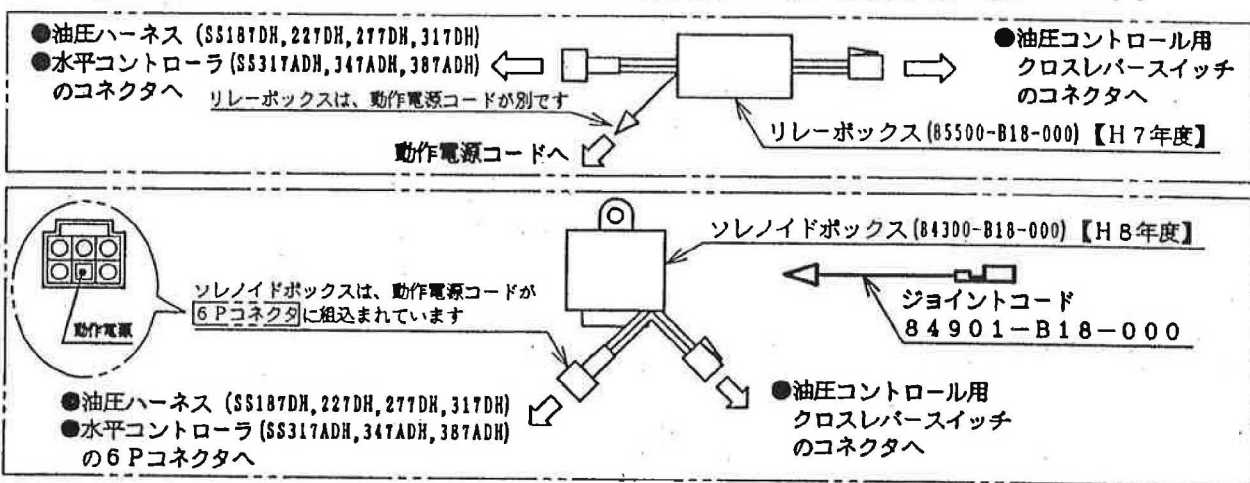 ●油圧ハーネス (SS187DH,227DH,277DH,317DH)
●水平コントローラ(SS317ADH,347ADH,387ADH)
のコネクタへ
リレーボックスは、動作電源コードが別です
動作電源コードへ
●油圧コントロール用
クロスレバースイッチ
のコネクタへ
リレーボックス(85500-B18-000)【H7年度】
動作電源
ソレノイドボックスは、動作電源コードが
6Pコネクタに組込まれています
ソレノイドボックス(84300-B18-000)【H8年度】
ジョイントコード
84901-B18-000
●油圧ハーネス (SS187DH,227DH,277DH,317DH)
●水平コントローラ(SS317ADH,347ADH,387ADH)
の6Pコネクタへ
●油圧コントロール用
クロスレバースイッチ
のコネクタへ